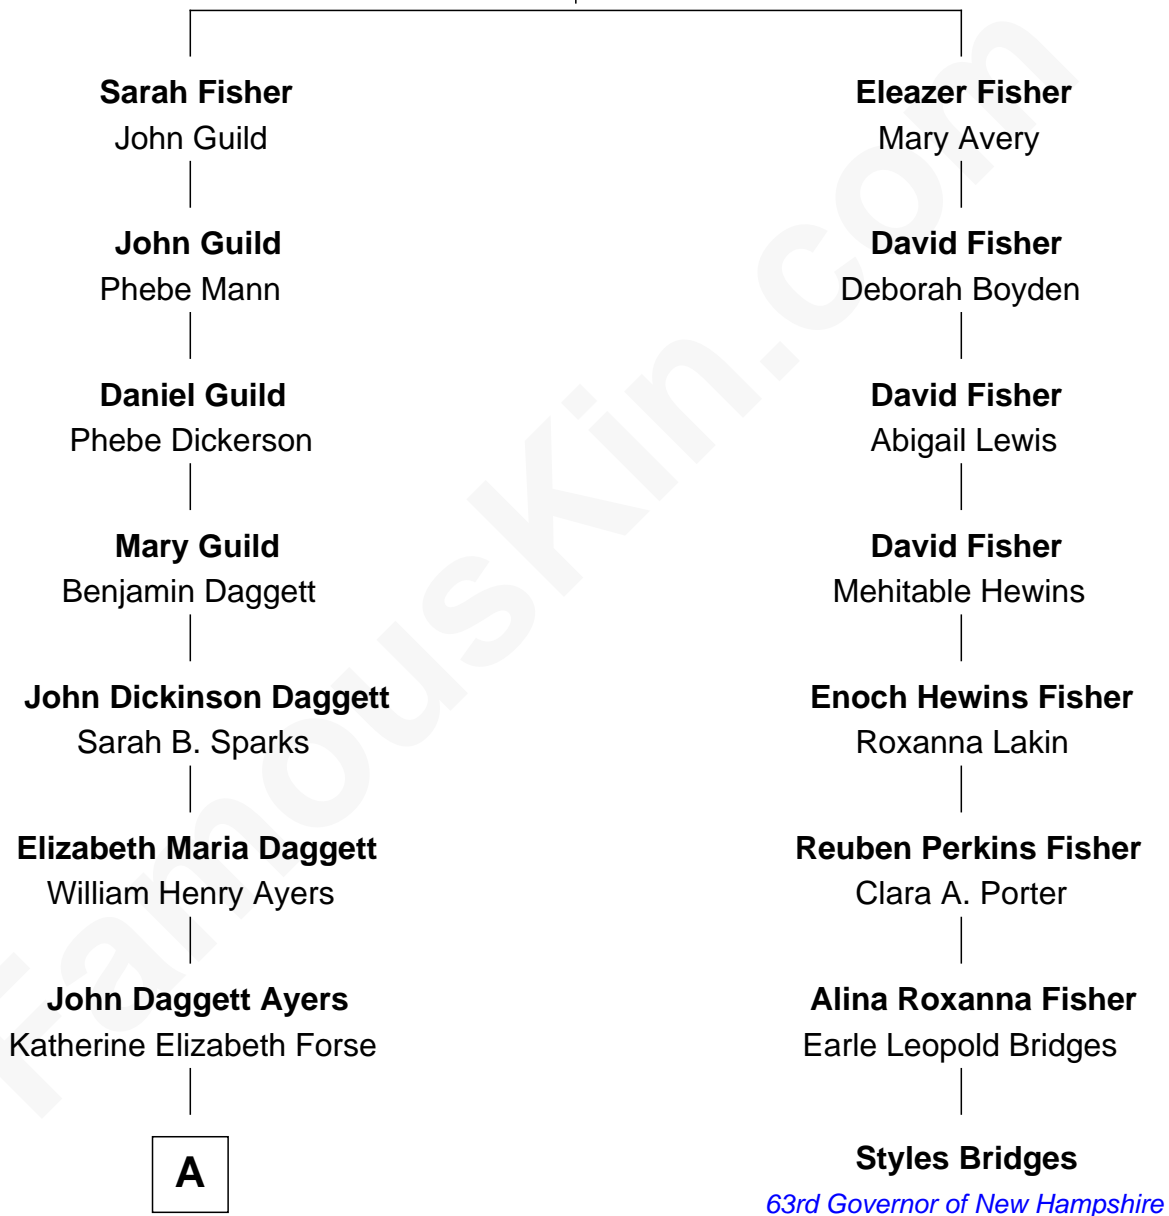 Sarah Fisher
John Guild
John Guild
Phebe Mann
Daniel Guild
Phebe Dickerson
Mary Guild
Benjamin Daggett
John Dickinson Daggett
Sarah B. Sparks
Elizabeth Maria Daggett
William Henry Ayers
John Daggett Ayers
Katherine Elizabeth Forse
A
Eleazer Fisher
Mary Avery
David Fisher
Deborah Boyden
David Fisher
Abigail Lewis
David Fisher
Mehitable Hewins
Enoch Hewins Fisher
Roxanna Lakin
Reuben Perkins Fisher
Clara A. Porter
Alina Roxanna Fisher
Earle Leopold Bridges
Styles Bridges
63rd Governor of New Hampshire
FamousKin.com